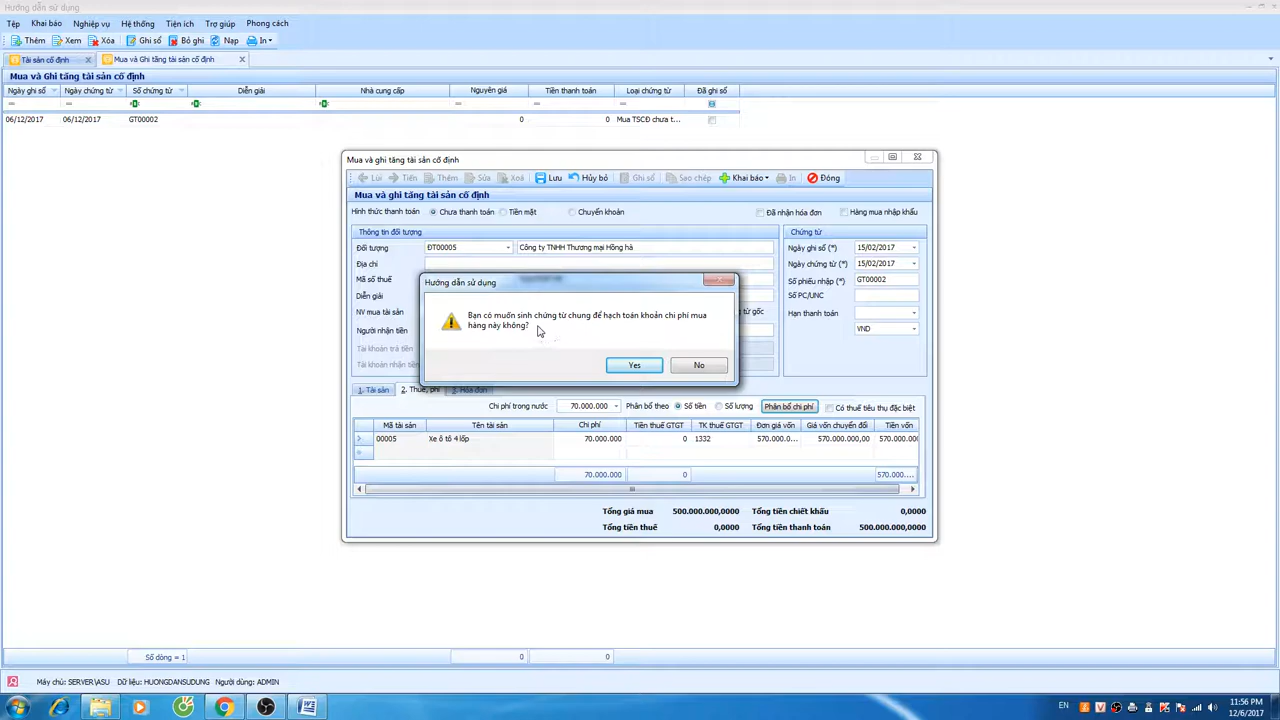 Hướng dẫn sử dụng
Tệp Khai báo Nghiệp vụ Hệ thống Tiện ích Trợ giúp Phong cách
Thêm Xem Xóa Ghi sổ Bỏ ghi Nạp In
Tài sản cố định Mua và Ghi tăng tài sản cố định
Mua và Ghi tăng tài sản cố định
Ngày ghi sổ Ngày chứng từ Số chứng từ Diễn giải Nhà cung cấp Nguyên giá Tiền thanh toán Loại chứng từ Đã ghi sổ
06/12/2017 06/12/2017 GT00002 0 0 Mua TSCĐ chưa t...
Mua và ghi tăng tài sản cố định
Lùi Tiến Thêm Sửa Xoá Lưu Hủy bỏ Ghi sổ Sao chép Khai báo In Đóng
Mua và ghi tăng tài sản cố định
Hình thức thanh toán Chưa thanh toán Tiền mặt Chuyển khoản Đã nhận hóa đơn Hàng mua nhập khẩu
Thông tin đối tượng Chứng từ
Đối tượng ĐT00005 Công ty TNHH Thương mại Hồng hà Ngày ghi sổ (*) 15/02/2017
Địa chỉ Ngày chứng từ (*) 15/02/2017
Mã số thuế Số phiếu nhập (*) GT00002
Diễn giải Số PC/UNC
NV mua tài sản từ gốc Hạn thanh toán
Người nhận tiền VND
Tài khoản trả tiền
Tài khoản nhận tiền
Hướng dẫn sử dụng
Bạn có muốn sinh chứng từ chung để hạch toán khoản chi phí mua
hàng này không?
Yes No
1. Tài sản 2. Thuế, phí 3. Hóa đơn
Chi phí trong nước 70.000.000 Phân bổ theo Số tiền Số lượng Phân bổ chi phí Có thuế tiêu thụ đặc biệt
Mã tài sản Tên tài sản Chi phí Tiền thuế GTGT TK thuế GTGT Đơn giá vốn Giá vốn chuyển đổi Tiền vốn
00005 Xe ô tô 4 lốp 70.000.000 0 1332 570.000.0... 570.000.000,00 570.000
70.000.000 0 570.000....
Tổng giá mua 500.000.000,0000 Tổng tiền chiết khấu 0,0000
Tổng tiền thuế 0,0000 Tổng tiền thanh toán 500.000.000,0000
Số dòng = 1 0 0
Máy chủ: SERVER\ASU Dữ liệu: HUONGDANSUDUNG Người dùng: ADMIN
EN 11:56 PM
12/6/2017